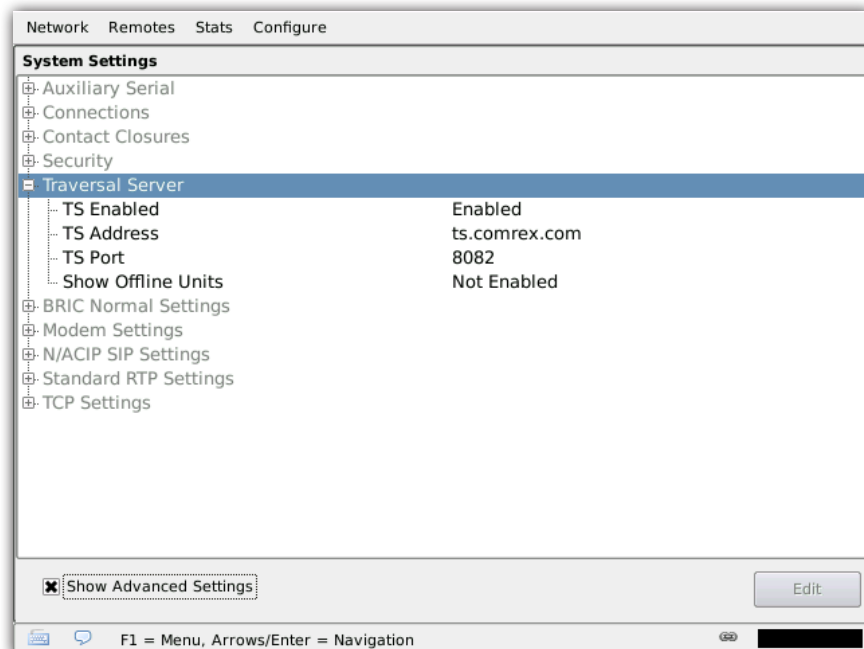 Network Remotes Stats Configure
System Settings
Auxiliary Serial
Connections
Contact Closures
Security
Traversal Server
TS Enabled Enabled
TS Address ts.comrex.com
TS Port 8082
Show Offline Units Not Enabled
BRIC Normal Settings
Modem Settings
N/ACIP SIP Settings
Standard RTP Settings
TCP Settings
Show Advanced Settings Edit
F1 = Menu, Arrows/Enter = Navigation